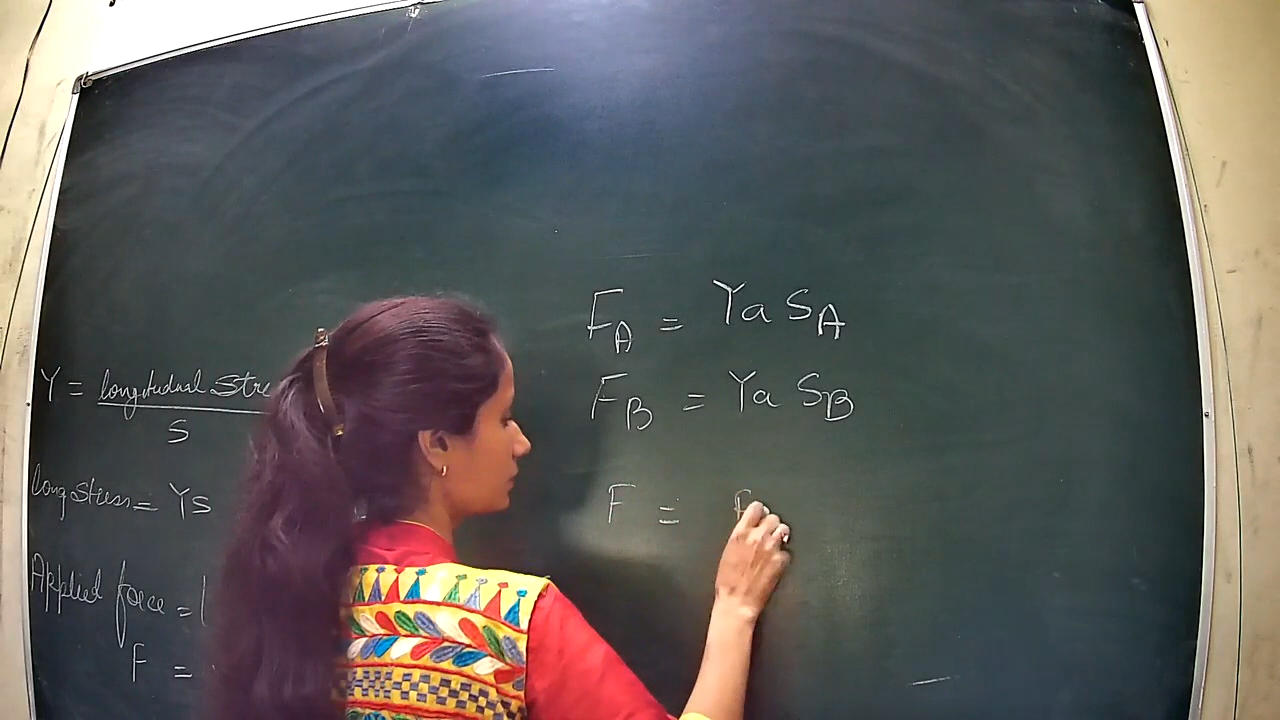 Y = longitudinal Stre
S
long Stress = Ys
Applied force =
F =
F_A = Ya S_A
F_B = Ya S_B
F = F